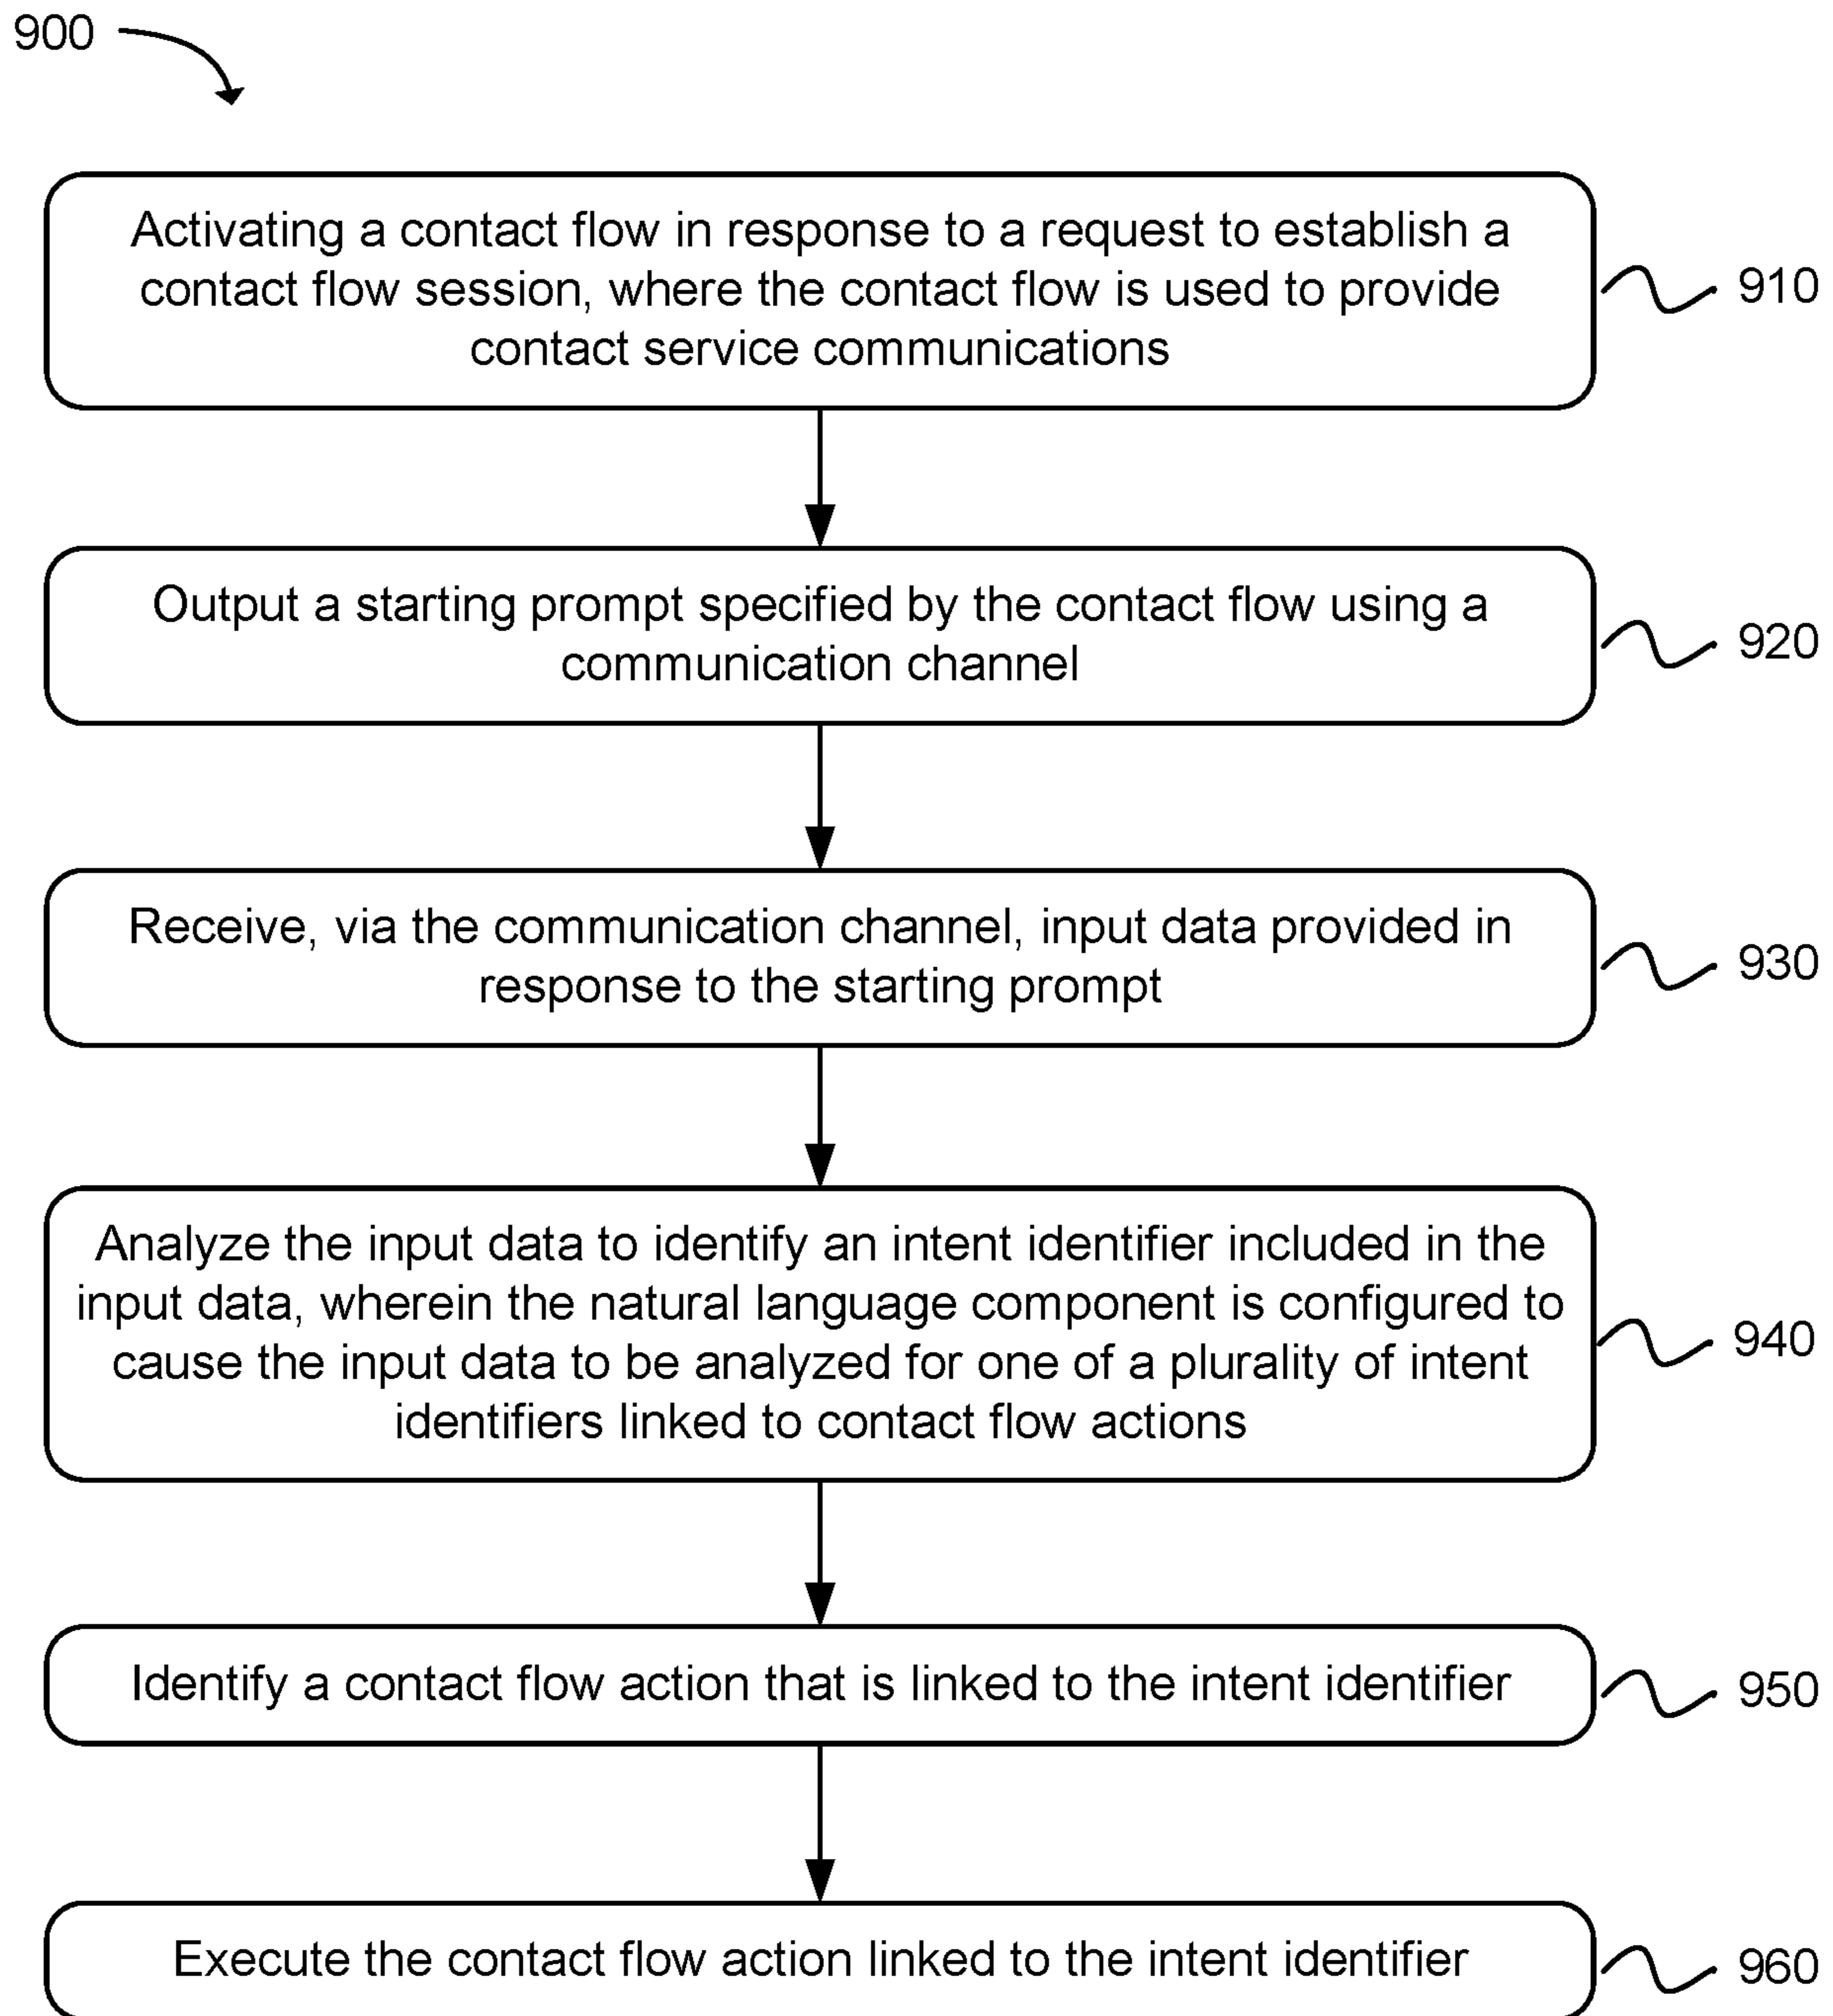 900
Activating a contact flow in response to a request to establish a
contact flow session, where the contact flow is used to provide
contact service communications
910
Output a starting prompt specified by the contact flow using a
communication channel
920
Receive, via the communication channel, input data provided in
response to the starting prompt
930
Analyze the input data to identify an intent identifier included in the
input data, wherein the natural language component is configured to
cause the input data to be analyzed for one of a plurality of intent
identifiers linked to contact flow actions
940
Identify a contact flow action that is linked to the intent identifier
950
Execute the contact flow action linked to the intent identifier
960